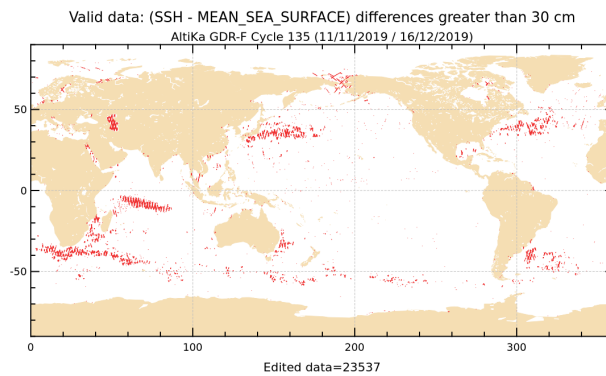 Valid data: (SSH - MEAN_SEA_SURFACE) differences greater than 30 cm
AltiKa GDR-F Cycle 135 (11/11/2019 / 16/12/2019)
50
0
-50
0
100
200
300
Edited data=23537